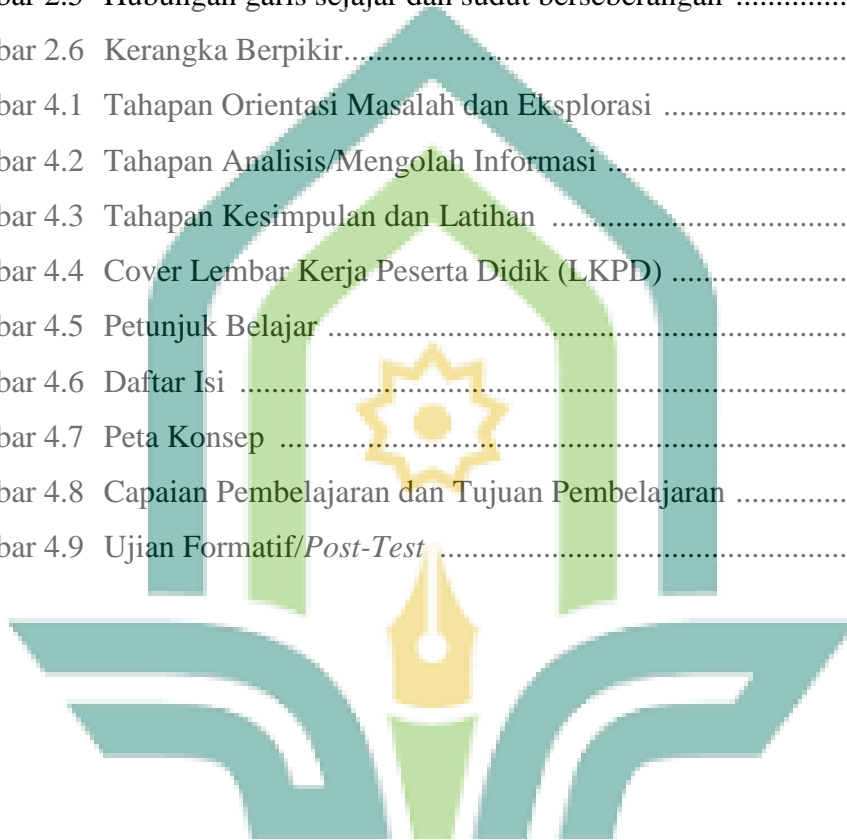 bar 2.5 Hubungan garis sejajar dan sudut berseberangan ..............
bar 2.6 Kerangka Berpikir..........................................................................
bar 4.1 Tahapan Orientasi Masalah dan Eksplorasi ...........................
bar 4.2 Tahapan Analisis/Mengolah Informasi ...................................
bar 4.3 Tahapan Kesimpulan dan Latihan ...........................................
bar 4.4 Cover Lembar Kerja Peserta Didik (LKPD) ..........................
bar 4.5 Petunjuk Belajar ............................................................................
bar 4.6 Daftar Isi .........................................................................................
bar 4.7 Peta Konsep ...................................................................................
bar 4.8 Capaian Pembelajaran dan Tujuan Pembelajaran ................
bar 4.9 Ujian Formatif/Post-Test ............................................................